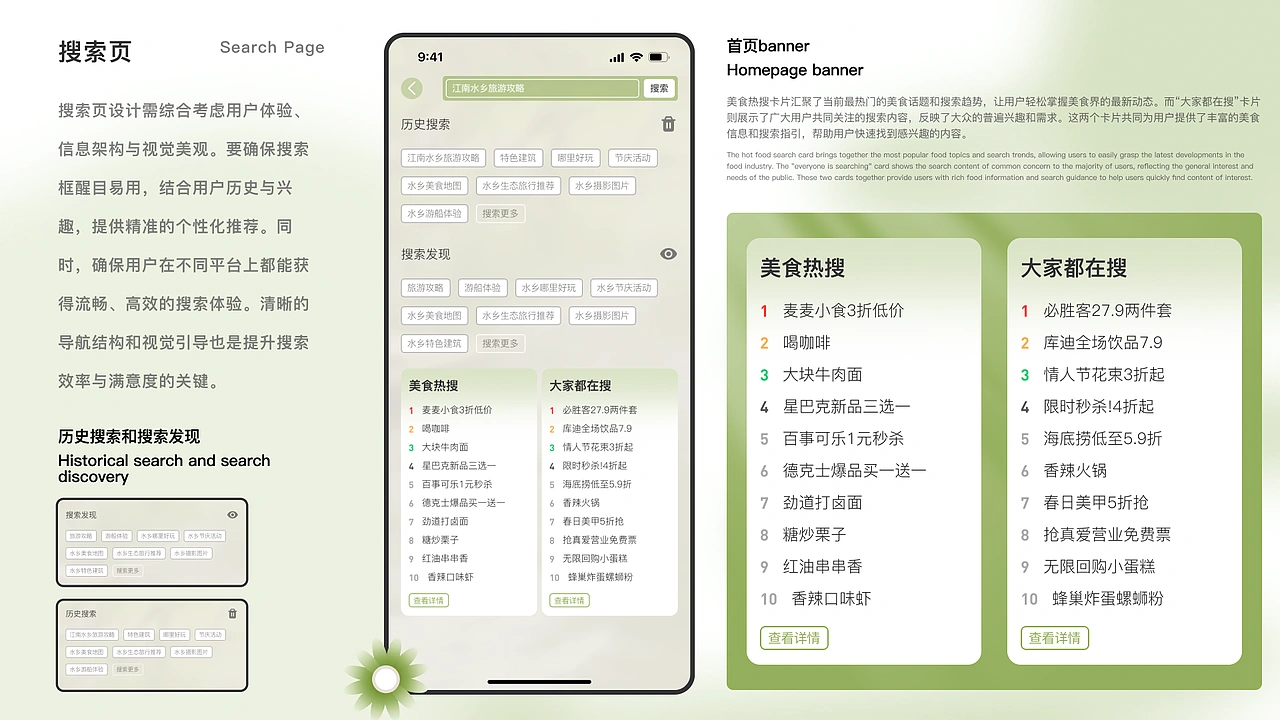 搜索页
Search Page
搜索页设计需综合考虑用户体验、
信息架构与视觉美观。要确保搜索
框醒目易用，结合用户历史与兴
趣，提供精准的个性化推荐。同
时，确保用户在不同平台上都能获
得流畅、高效的搜索体验。清晰的
导航结构和视觉引导也是提升搜索
效率与满意度的关键。
历史搜索和搜索发现
Historical search and search
discovery
搜索发现
旅游攻略 游船体验 水乡哪里好玩 水乡节庆活动
水乡美食地图 水乡生态旅行推荐 水乡摄影图片
水乡特色建筑 搜索更多
历史搜索
江南水乡旅游攻略 特色建筑 哪里好玩 节庆活动
水乡美食地图 水乡生态旅行推荐 水乡摄影图片
水乡游船体验 搜索更多
9:41
江南水乡旅游攻略 搜索
历史搜索
江南水乡旅游攻略 特色建筑 哪里好玩 节庆活动
水乡美食地图 水乡生态旅行推荐 水乡摄影图片
水乡游船体验 搜索更多
搜索发现
旅游攻略 游船体验 水乡哪里好玩 水乡节庆活动
水乡美食地图 水乡生态旅行推荐 水乡摄影图片
水乡特色建筑 搜索更多
美食热搜
1 麦麦小食3折低价
2 喝咖啡
3 大块牛肉面
4 星巴克新品三选一
5 百事可乐1元秒杀
6 德克士爆品买一送一
7 劲道打卤面
8 糖炒栗子
9 红油串串香
10 香辣口味虾
查看详情
大家都在搜
1 必胜客27.9两件套
2 库迪全场饮品7.9
3 情人节花束3折起
4 限时秒杀!4折起
5 海底捞低至5.9折
6 香辣火锅
7 春日美甲5折抢
8 抢真爱营业免费票
9 无限回购小蛋糕
10 蜂巢炸蛋螺蛳粉
查看详情
首页banner
Homepage banner
美食热搜卡片汇聚了当前最热门的美食话题和搜索趋势，让用户轻松掌握美食界的最新动态。而“大家都在搜”卡片
则展示了广大用户共同关注的搜索内容，反映了大众的普遍兴趣和需求。这两个卡片共同为用户提供了丰富的美食
信息和搜索指引，帮助用户快速找到感兴趣的内容。
The hot food search card brings together the most popular food topics and search trends, allowing users to easily grasp the latest developments in the
food industry. The "everyone is searching" card shows the search content of common concern to the majority of users, reflecting the general interest and
needs of the public. These two cards together provide users with rich food information and search guidance to help users quickly find content of interest.
美食热搜
1 麦麦小食3折低价
2 喝咖啡
3 大块牛肉面
4 星巴克新品三选一
5 百事可乐1元秒杀
6 德克士爆品买一送一
7 劲道打卤面
8 糖炒栗子
9 红油串串香
10 香辣口味虾
查看详情
大家都在搜
1 必胜客27.9两件套
2 库迪全场饮品7.9
3 情人节花束3折起
4 限时秒杀!4折起
5 海底捞低至5.9折
6 香辣火锅
7 春日美甲5折抢
8 抢真爱营业免费票
9 无限回购小蛋糕
10 蜂巢炸蛋螺蛳粉
查看详情